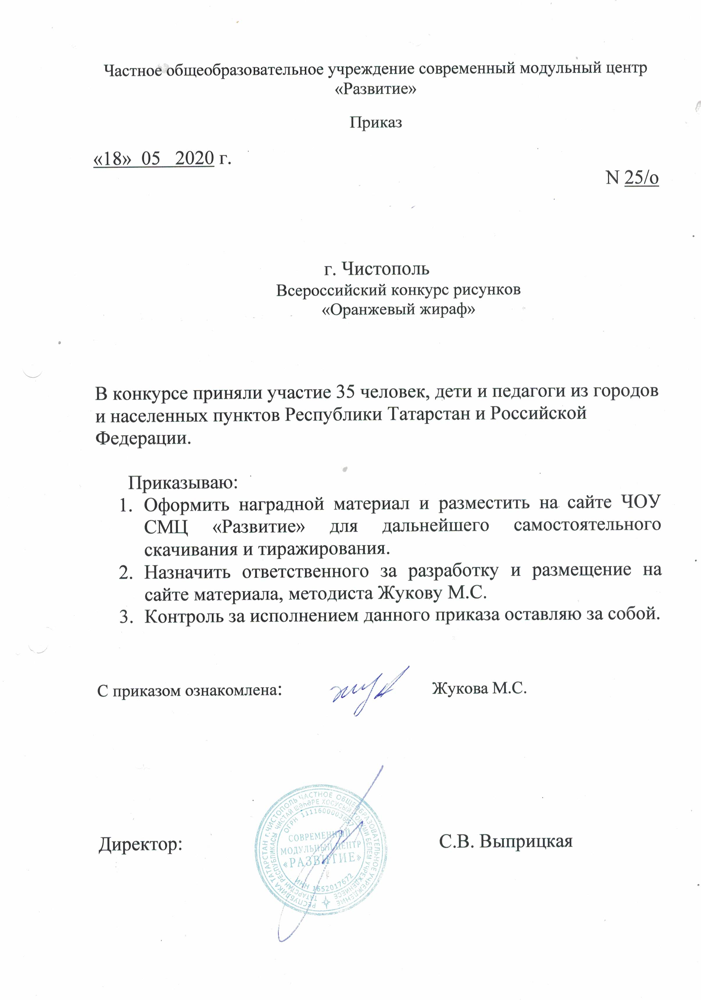 Частное общеобразовательное учреждение современный модульный центр
«Развитие»
Приказ
«18» 05 2020 г.
N 25/о
г. Чистополь
Всероссийский конкурс рисунков
«Оранжевый жираф»
В конкурсе приняли участие 35 человек, дети и педагоги из городов
и населенных пунктов Республики Татарстан и Российской
Федерации.
Приказываю:
1. Оформить наградной материал и разместить на сайте ЧОУ
СМЦ «Развитие» для дальнейшего самостоятельного
скачивания и тиражирования.
2. Назначить ответственного за разработку и размещение на
сайте материала, методиста Жукову М.С.
3. Контроль за исполнением данного приказа оставляю за собой.
С приказом ознакомлена: Жукова М.С.
Директор: С.В. Выприцкая
РЕСПУБЛИКА ТАТАРСТАН г. ЧИСТОПОЛЬ ЧАСТНОЕ ОБЩЕОБРАЗОВАТЕЛЬНОЕ УЧРЕЖДЕНИЕ
ТАТАРСТАН РЕСПУБЛИКАСЫ ЧИСТАЙ ШӘҺӘРЕ ХОСУСЫЙ ГОМУМИ БЕЛЕМ УЧРЕЖДЕНИЕСЕ
ОГРН 1111600003657
СОВРЕМЕННЫЙ
МОДУЛЬНЫЙ ЦЕНТР
«РАЗВИТИЕ»
ИНН 1652017672